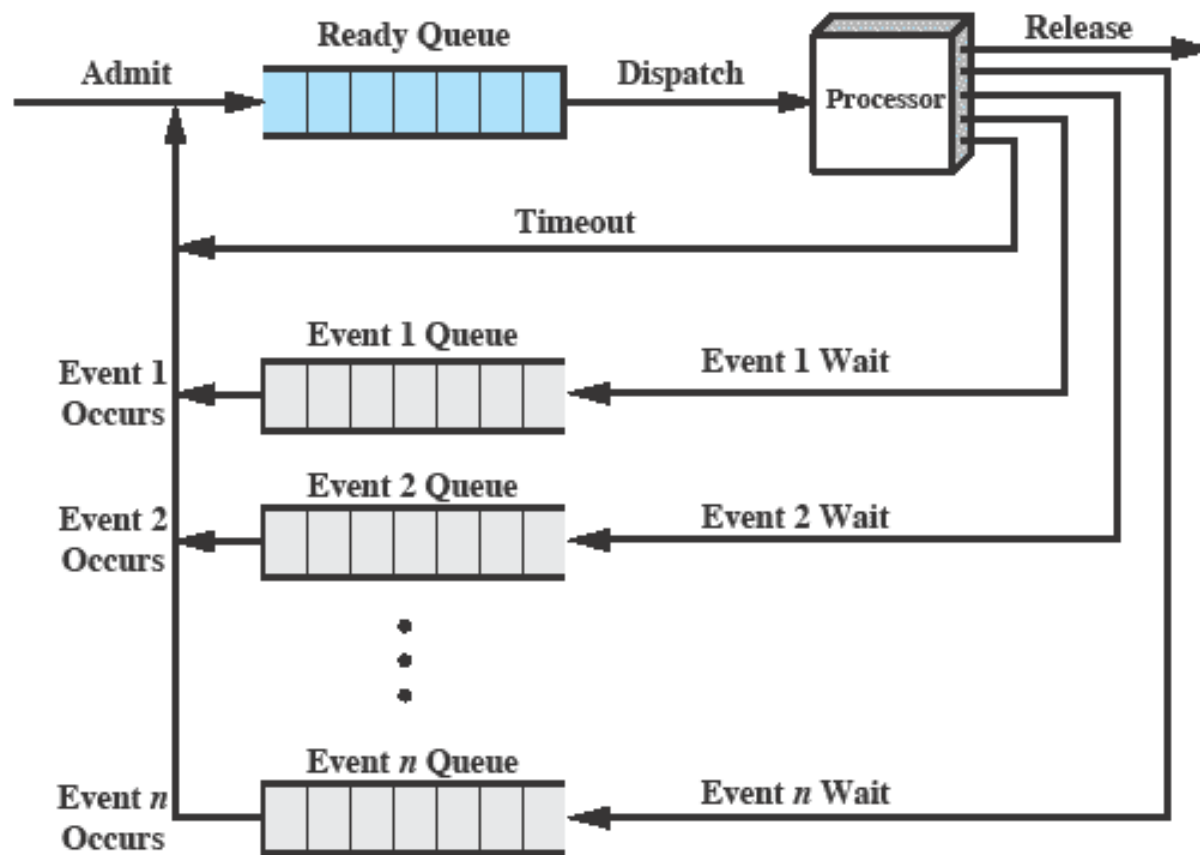 Ready Queue
Release
Admit
Dispatch
Processor
Timeout
Event 1 Queue
Event 1
Occurs
Event 1 Wait
Event 2 Queue
Event 2
Occurs
Event 2 Wait
Event n Queue
Event n
Occurs
Event n Wait